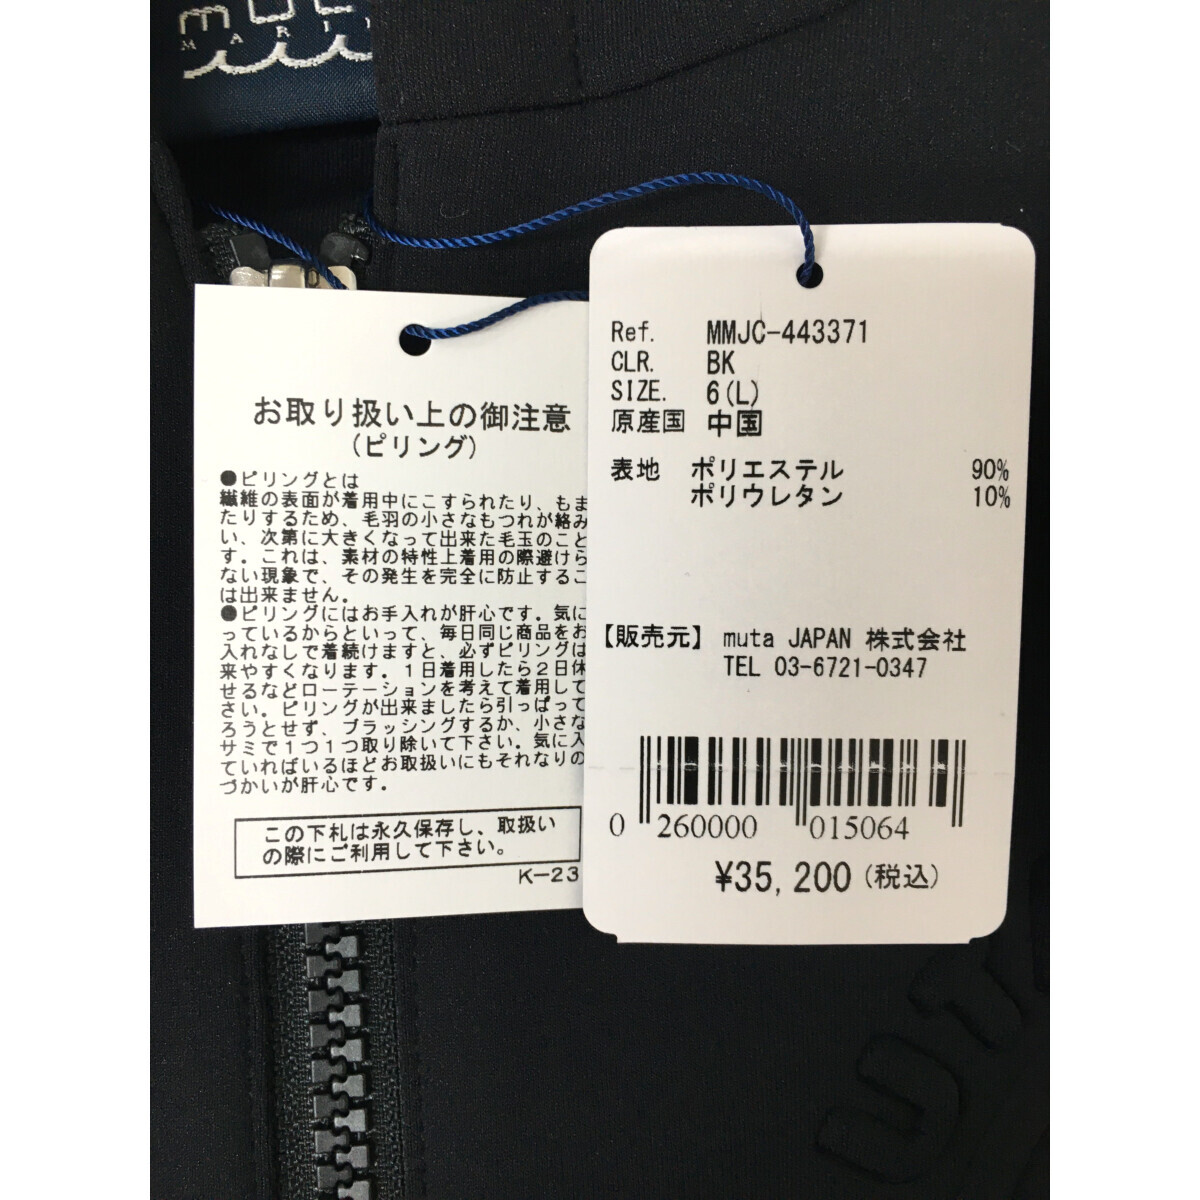 MARI
お取り扱い上の御注意
(ピリング)
●ピリングとは
繊維の表面が着用中にこすられたり、もま
たりするため、毛羽の小さなもつれが絡み
い、次第に大きくなって出来た毛玉のこと
す。これは、素材の特性上着用の際避けら
ない現象で、その発生を完全に防止するこ
は出来ません。
●ピリングにはお手入れが肝心です。気に
っているからといって、毎日同じ商品をお
入れなしで着続けますと、必ずピリングは
来やすくなります。1日着用したら2日休
せるなどローテーションを考えて着用して
さい。ピリングが出来ましたら引っぱって
ろうとせず、ブラッシングするか、小さな
サミで1つ1つ取り除いて下さい。気に入
ていればいるほどお取扱いにもそれなりの
づかいが肝心です。
この下札は永久保存し、取扱い
の際にご利用して下さい。
K-23
Ref. MMJC-443371
CLR. BK
SIZE. 6(L)
原産国 中国
表地 ポリエステル 90%
ポリウレタン 10%
【販売元】 muta JAPAN 株式会社
TEL 03-6721-0347
0 260000 015064
¥35,200(税込)
UT